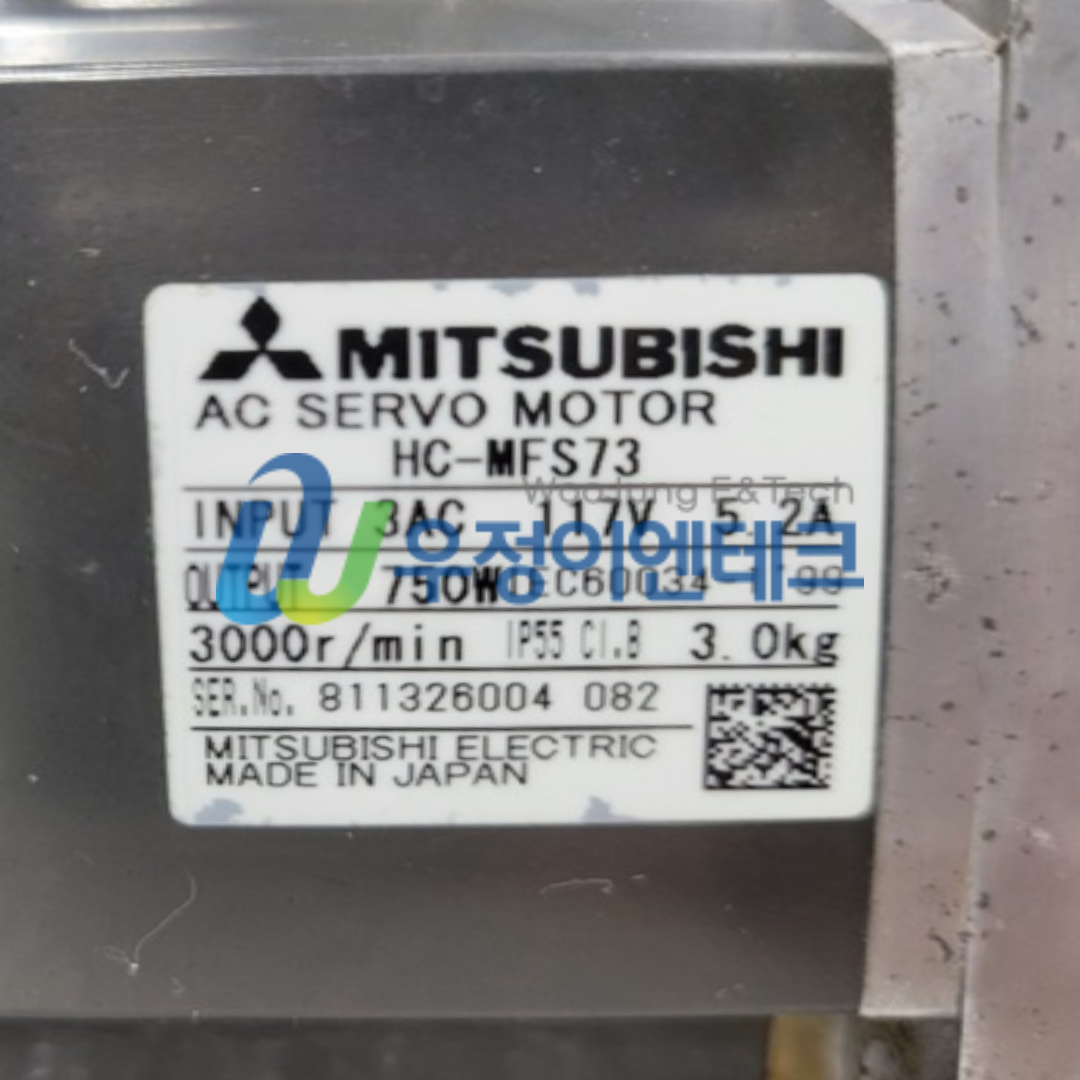 MITSUBISHI
AC SERVO MOTOR
HC-MFS73
Woojung E&Tech
INPUT 3AC 117V 5.2A
우정이엔테크
OUTPUT 750W IEC60034
3000r/min IP55 CI.B 3.0kg
SER.No. 811326004 082
MITSUBISHI ELECTRIC
MADE IN JAPAN